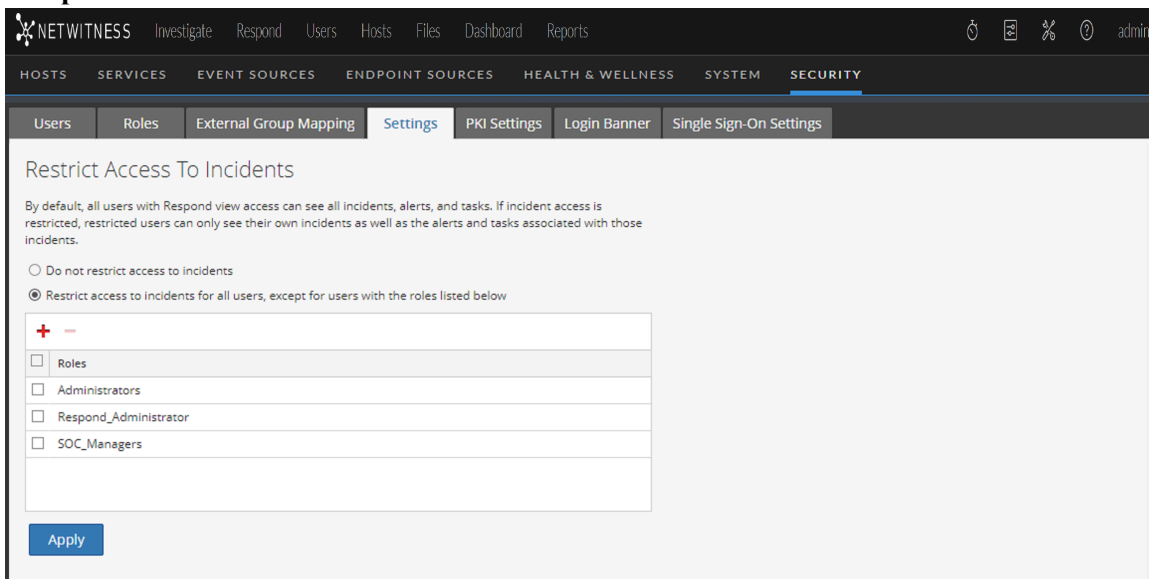 NETWITNESS Investigate Respond Users Hosts Files Dashboard Reports admin
HOSTS SERVICES EVENT SOURCES ENDPOINT SOURCES HEALTH & WELLNESS SYSTEM SECURITY
Users Roles External Group Mapping Settings PKI Settings Login Banner Single Sign-On Settings
Restrict Access To Incidents
By default, all users with Respond view access can see all incidents, alerts, and tasks. If incident access is
restricted, restricted users can only see their own incidents as well as the alerts and tasks associated with those
incidents.
Do not restrict access to incidents
Restrict access to incidents for all users, except for users with the roles listed below
Roles
Administrators
Respond_Administrator
SOC_Managers
Apply